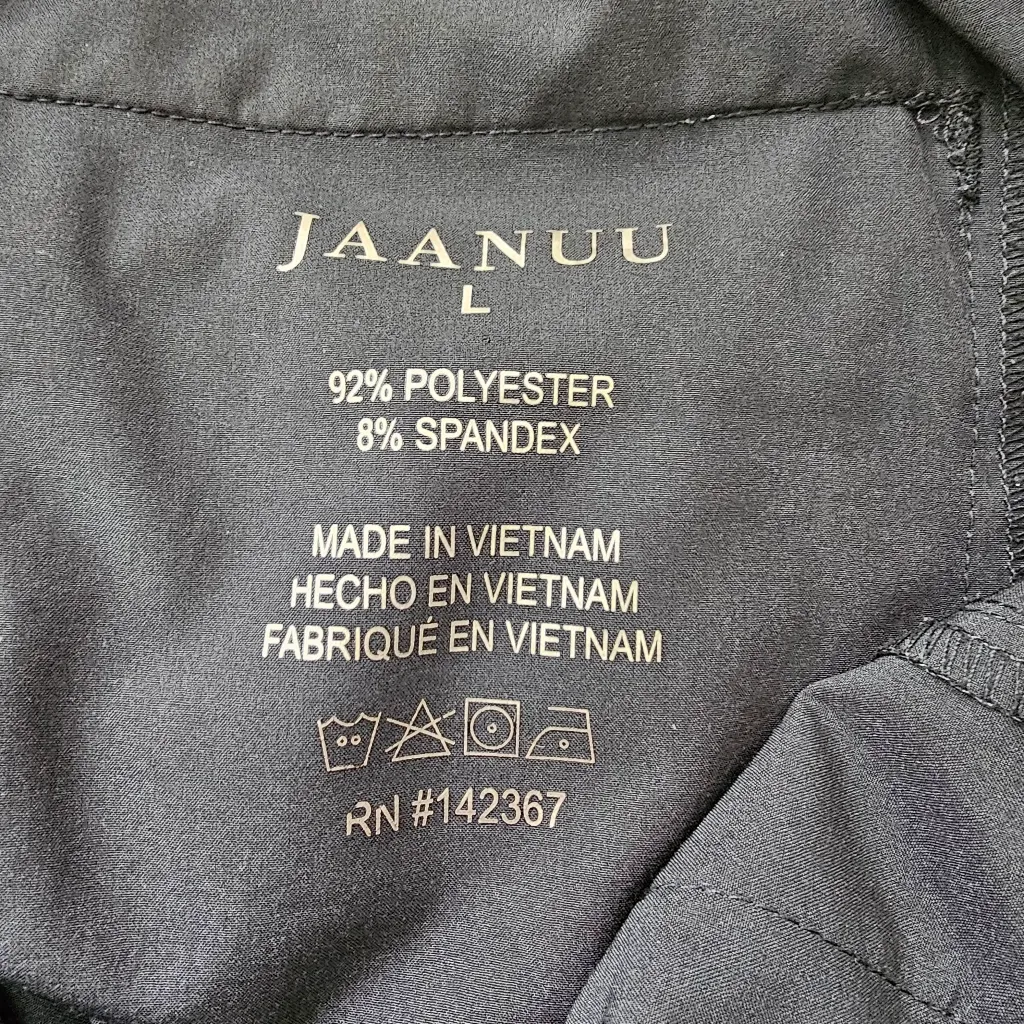 JAANUU
L
92% POLYESTER
8% SPANDEX
MADE IN VIETNAM
HECHO EN VIETNAM
FABRIQUÉ EN VIETNAM
RN #142367